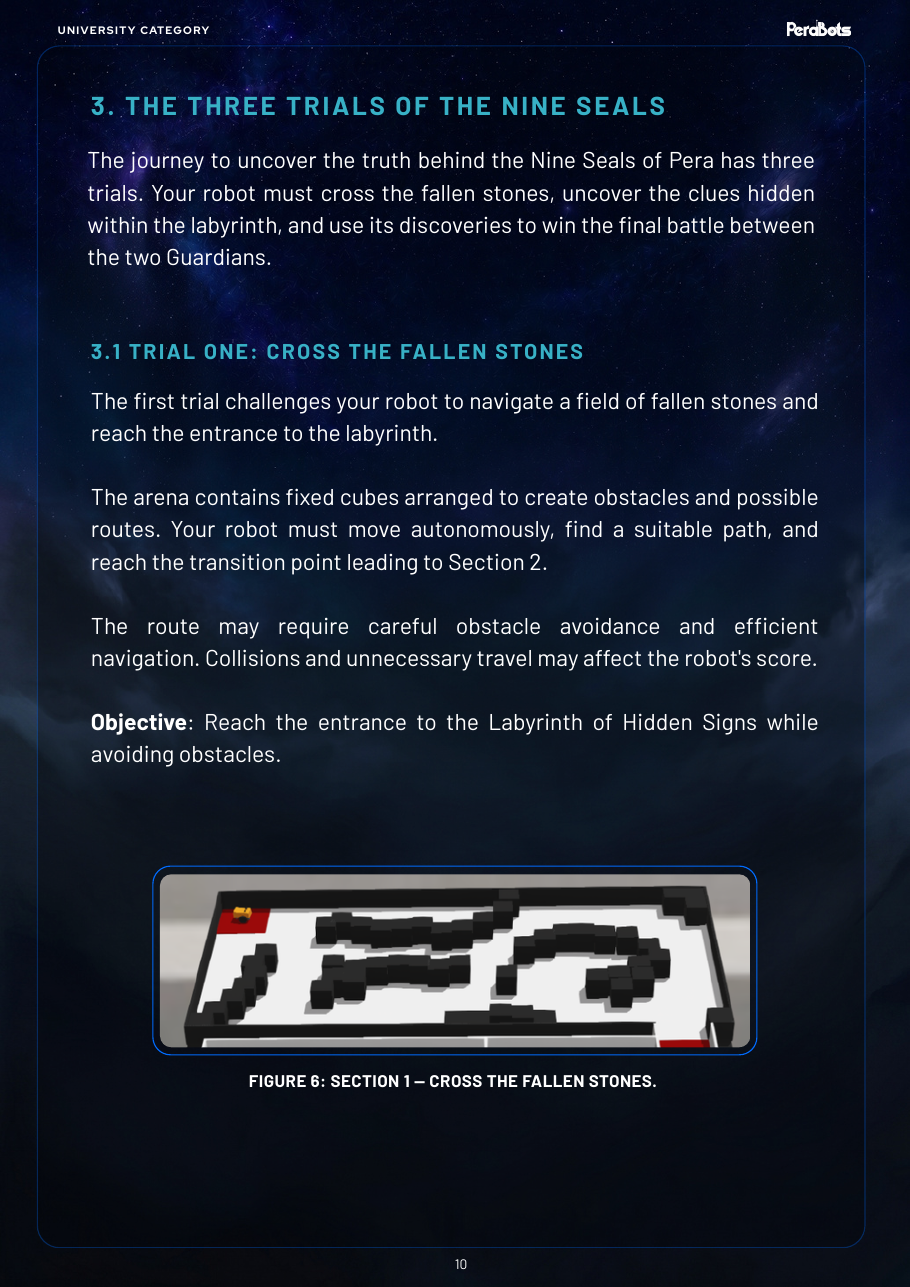 UNIVERSITY CATEGORY
PeraBots
3. THE THREE TRIALS OF THE NINE SEALS
The journey to uncover the truth behind the Nine Seals of Pera has three
trials. Your robot must cross the fallen stones, uncover the clues hidden
within the labyrinth, and use its discoveries to win the final battle between
the two Guardians.
3.1 TRIAL ONE: CROSS THE FALLEN STONES
The first trial challenges your robot to navigate a field of fallen stones and
reach the entrance to the labyrinth.
The arena contains fixed cubes arranged to create obstacles and possible
routes. Your robot must move autonomously, find a suitable path, and
reach the transition point leading to Section 2.
The route may require careful obstacle avoidance and efficient
navigation. Collisions and unnecessary travel may affect the robot's score.
Objective: Reach the entrance to the Labyrinth of Hidden Signs while
avoiding obstacles.
FIGURE 6: SECTION 1 – CROSS THE FALLEN STONES.
10